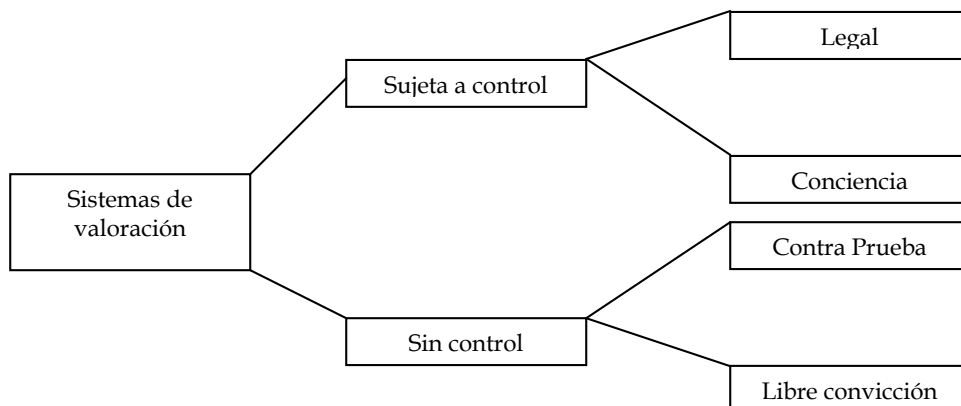 Legal
Sujeta a control
Conciencia
Sistemas de
valoración
Contra Prueba
Sin control
Libre convicción